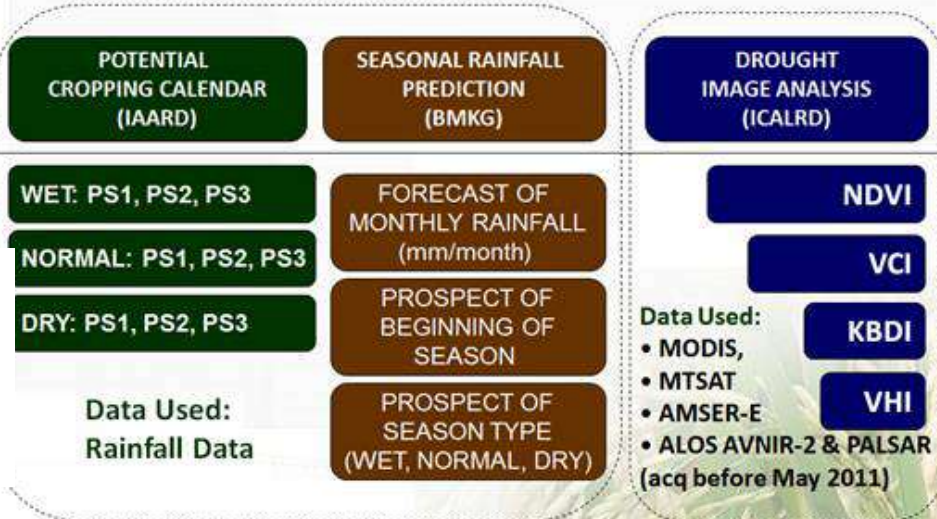 POTENTIAL
CROPPING CALENDAR
(IAARD)
WET: PS1, PS2, PS3
NORMAL: PS1, PS2, PS3
DRY: PS1, PS2, PS3
Data Used:
Rainfall Data
SEASONAL RAINFALL
PREDICTION
(BMKG)
FORECAST OF
MONTHLY RAINFALL
(mm/month)
PROSPECT OF
BEGINNING OF
SEASON
PROSPECT OF
SEASON TYPE
(WET, NORMAL, DRY)
DROUGHT
IMAGE ANALYSIS
(ICALRD)
NDVI
VCI
KBDI
VHI
Data Used:
• MODIS,
• MTSAT
• AMSER-E
• ALOS AVNIR-2 & PALSAR
(acq before May 2011)